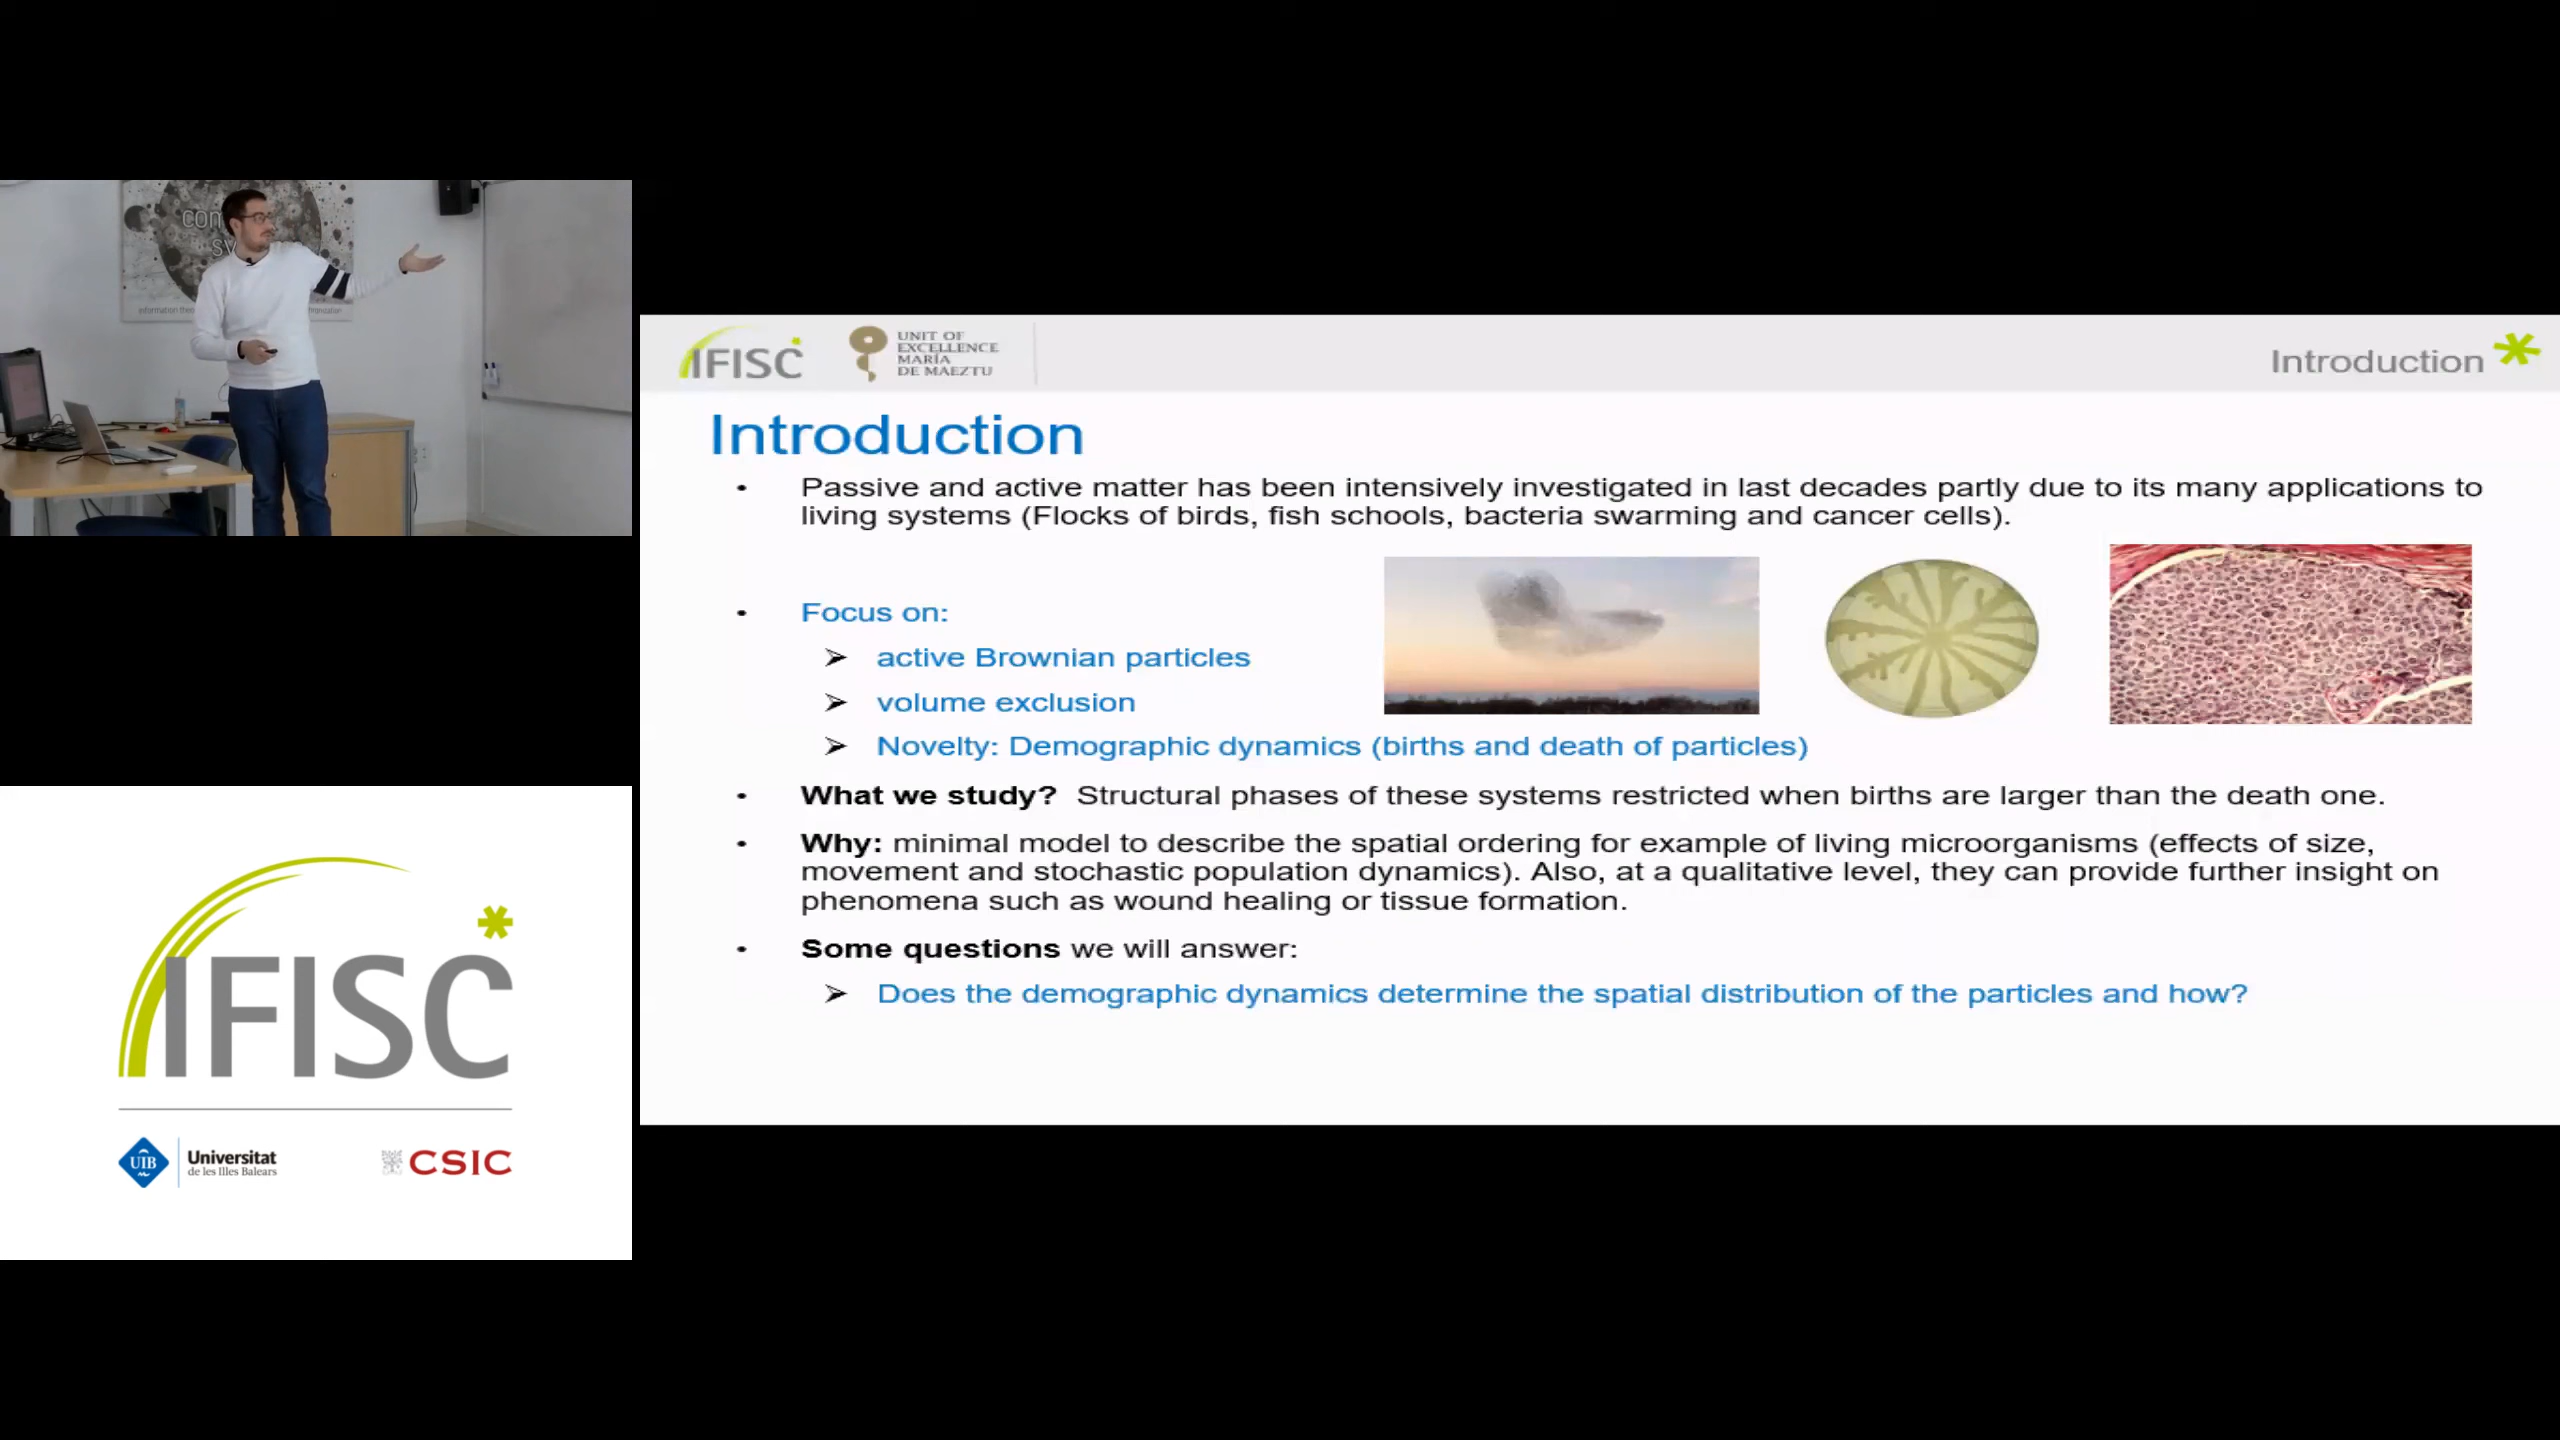 com
sy
information the
hronization
IFISC
UNIT OF
EXCELLENCE
MARÍA
DE MAEZTU
Introduction
Introduction
• Passive and active matter has been intensively investigated in last decades partly due to its many applications to
living systems (Flocks of birds, fish schools, bacteria swarming and cancer cells).
• Focus on:
➢ active Brownian particles
➢ volume exclusion
➢ Novelty: Demographic dynamics (births and death of particles)
• What we study? Structural phases of these systems restricted when births are larger than the death one.
• Why: minimal model to describe the spatial ordering for example of living microorganisms (effects of size,
movement and stochastic population dynamics). Also, at a qualitative level, they can provide further insight on
phenomena such as wound healing or tissue formation.
• Some questions we will answer:
➢ Does the demographic dynamics determine the spatial distribution of the particles and how?
IFISC
UIB
Universitat
de les Illes Balears
CSIC